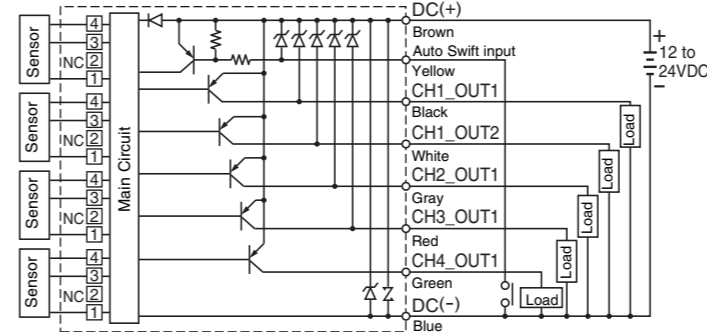 Sensor
4
3
NC 2
1
Sensor
4
3
NC 2
1
Sensor
4
3
NC 2
1
Sensor
4
3
NC 2
1
Main Circuit
DC(+)
Brown
Auto Swift input
Yellow
CH1_OUT1
Black
CH1_OUT2
White
CH2_OUT1
Gray
CH3_OUT1
Red
CH4_OUT1
Green
DC(-)
Blue
Load
Load
Load
Load
Load
+
12 to
24VDC
-